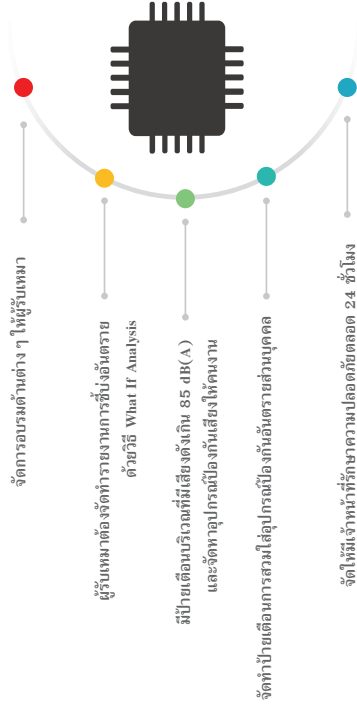 จัดการอบรมด้านต่าง ๆ ให้ผู้รับเหมา
ผู้รับเหมาต้องจัดทำรายงานการชี้บ่งอันตราย
ด้วยวิธี What If Analysis
มีป้ายเตือนบริเวณที่มีเสียงดังเกิน 85 dB(A)
และจัดหาอุปกรณ์ป้องกันเสียงให้คนงาน
จัดทำป้ายเตือนการสวมใส่อุปกรณ์ป้องกันอันตรายส่วนบุคคล
จัดให้มีเจ้าหน้าที่รักษาความปลอดภัยตลอด 24 ชั่วโมง